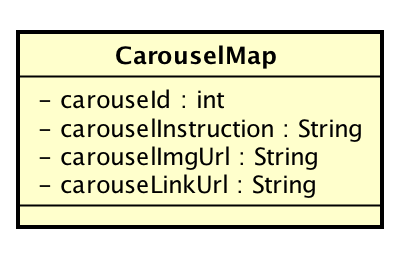 CarouselMap
- carouseId : int
- carouselInstruction : String
- carouselImgUrl : String
- carouseLinkUrl : String